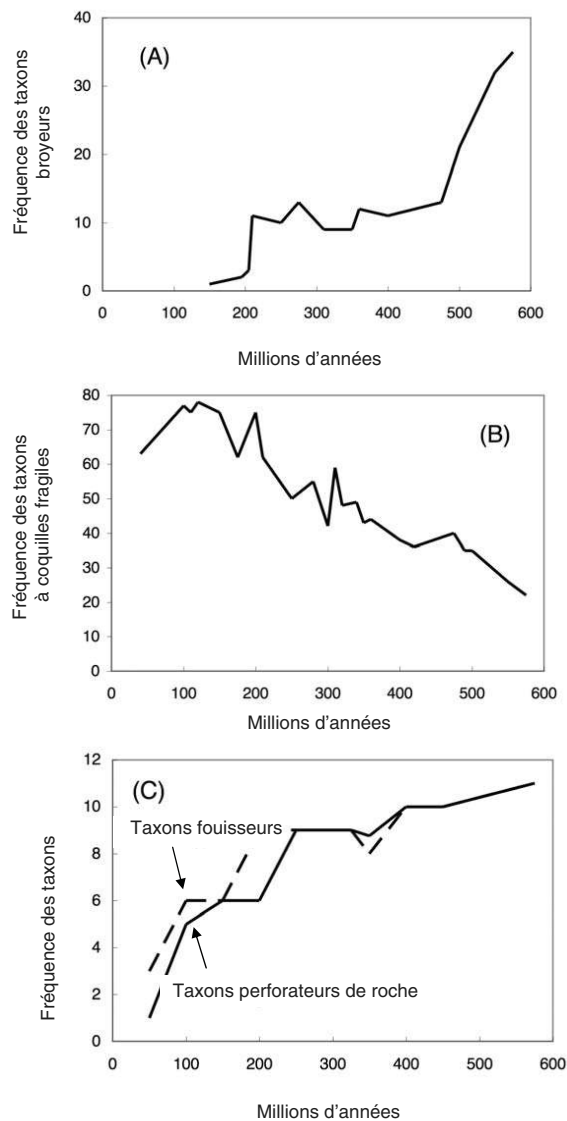 Fréquence des taxons
broyeurs
40
30
20
10
0
(A)
0 100 200 300 400 500 600
Millions d'années
Fréquence des taxons
à coquilles fragiles
80
70
60
50
40
30
20
10
0
(B)
0 100 200 300 400 500 600
Millions d'années
Fréquence des taxons
12
10
8
6
4
2
0
(C)
Taxons fouisseurs
Taxons perforateurs de roche
0 100 200 300 400 500 600
Millions d'années